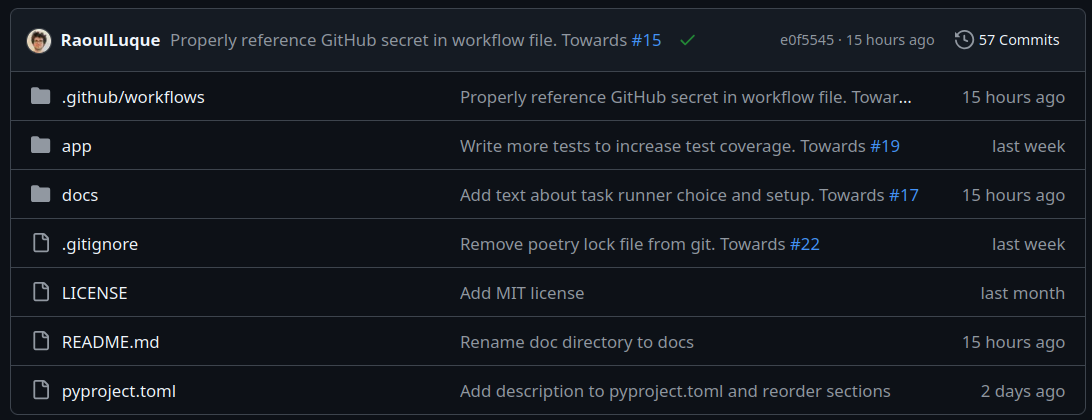 RaoulLuque Properly reference GitHub secret in workflow file. Towards #15 e0f5545 · 15 hours ago 57 Commits
.github/workflows Properly reference GitHub secret in workflow file. Towar... 15 hours ago
app Write more tests to increase test coverage. Towards #19 last week
docs Add text about task runner choice and setup. Towards #17 15 hours ago
.gitignore Remove poetry lock file from git. Towards #22 last week
LICENSE Add MIT license last month
README.md Rename doc directory to docs 15 hours ago
pyproject.toml Add description to pyproject.toml and reorder sections 2 days ago